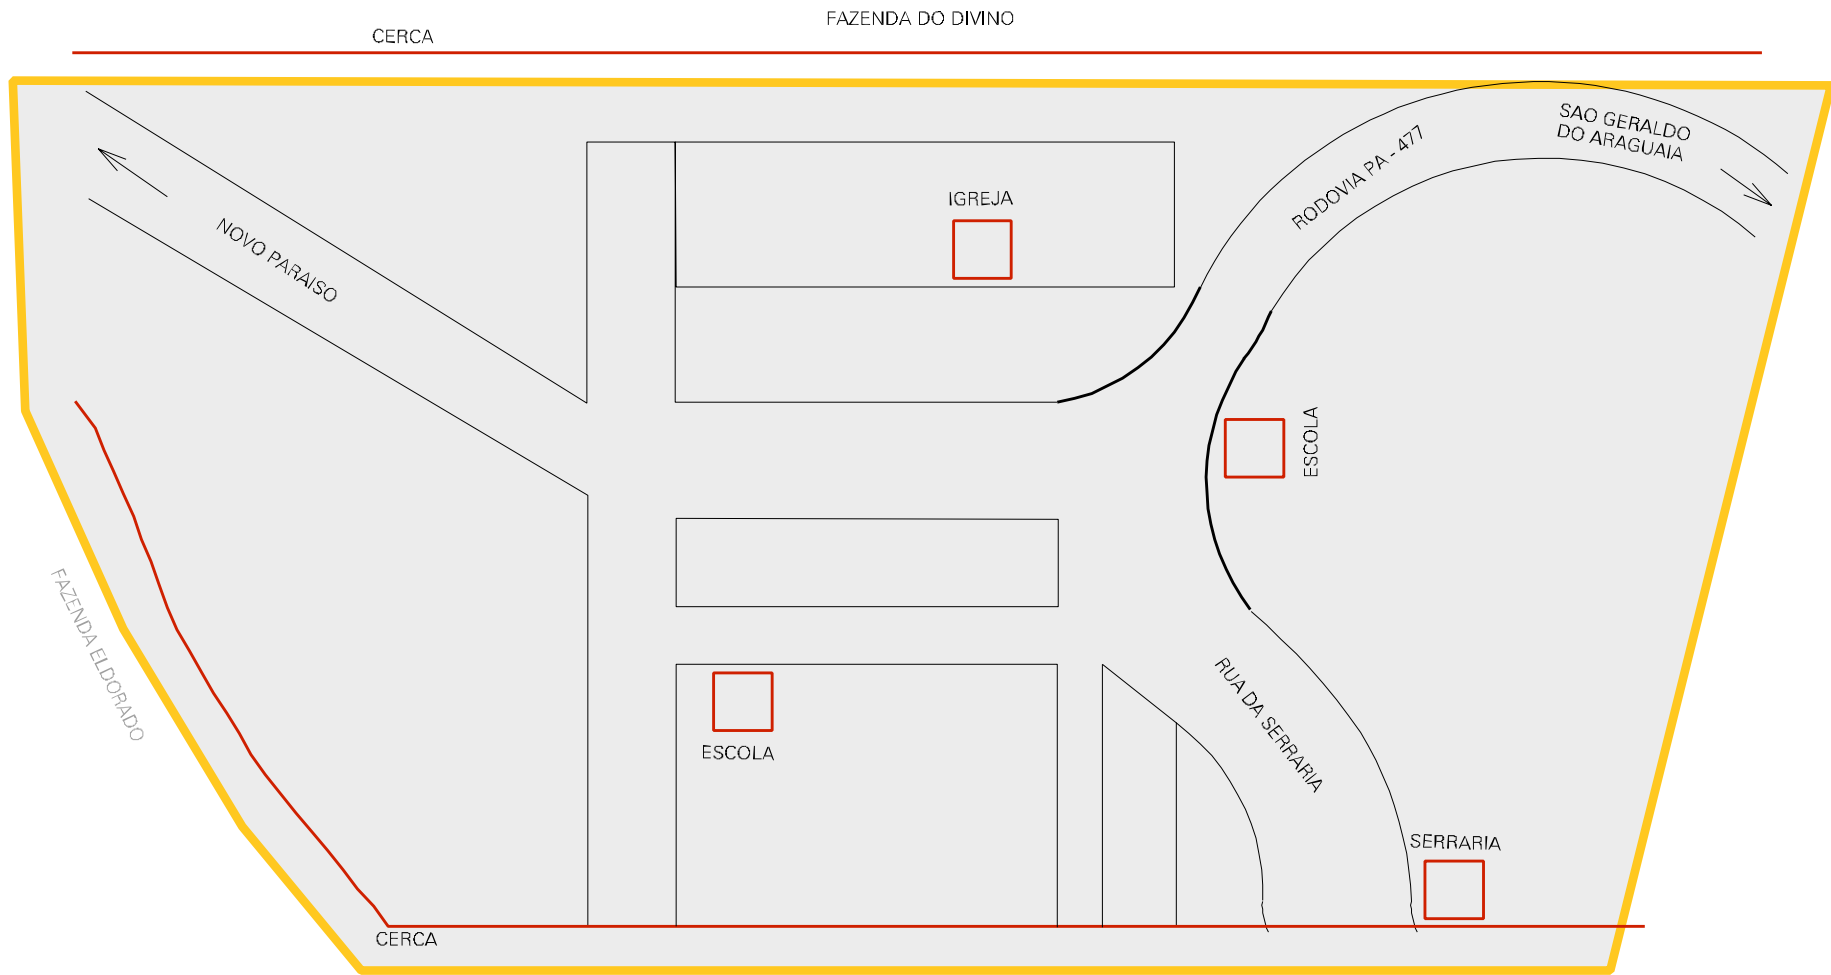 FAZENDA DO DIVINO
CERCA
SAO GERALDO
DO ARAGUAIA
RODOVIA PA - 477
IGREJA
NOVO PARAISO
ESCOLA
FAZENDA ELDORADO
RUA DA SERRARIA
ESCOLA
SERRARIA
CERCA